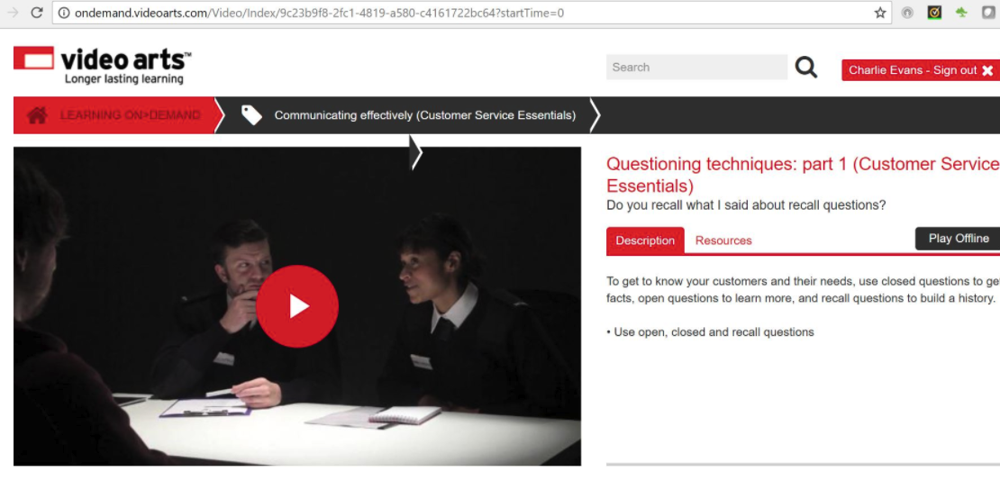 ondemand.videoarts.com/Video/Index/9c23b9f8-2fc1-4819-a580-c4161722bc64?startTime=0
video arts™
Longer lasting learning
Search
Charlie Evans - Sign out
LEARNING ON>DEMAND
Communicating effectively (Customer Service Essentials)
Questioning techniques: part 1 (Customer Service
Essentials)
Do you recall what I said about recall questions?
Description
Resources
Play Offline
To get to know your customers and their needs, use closed questions to get
facts, open questions to learn more, and recall questions to build a history.
• Use open, closed and recall questions